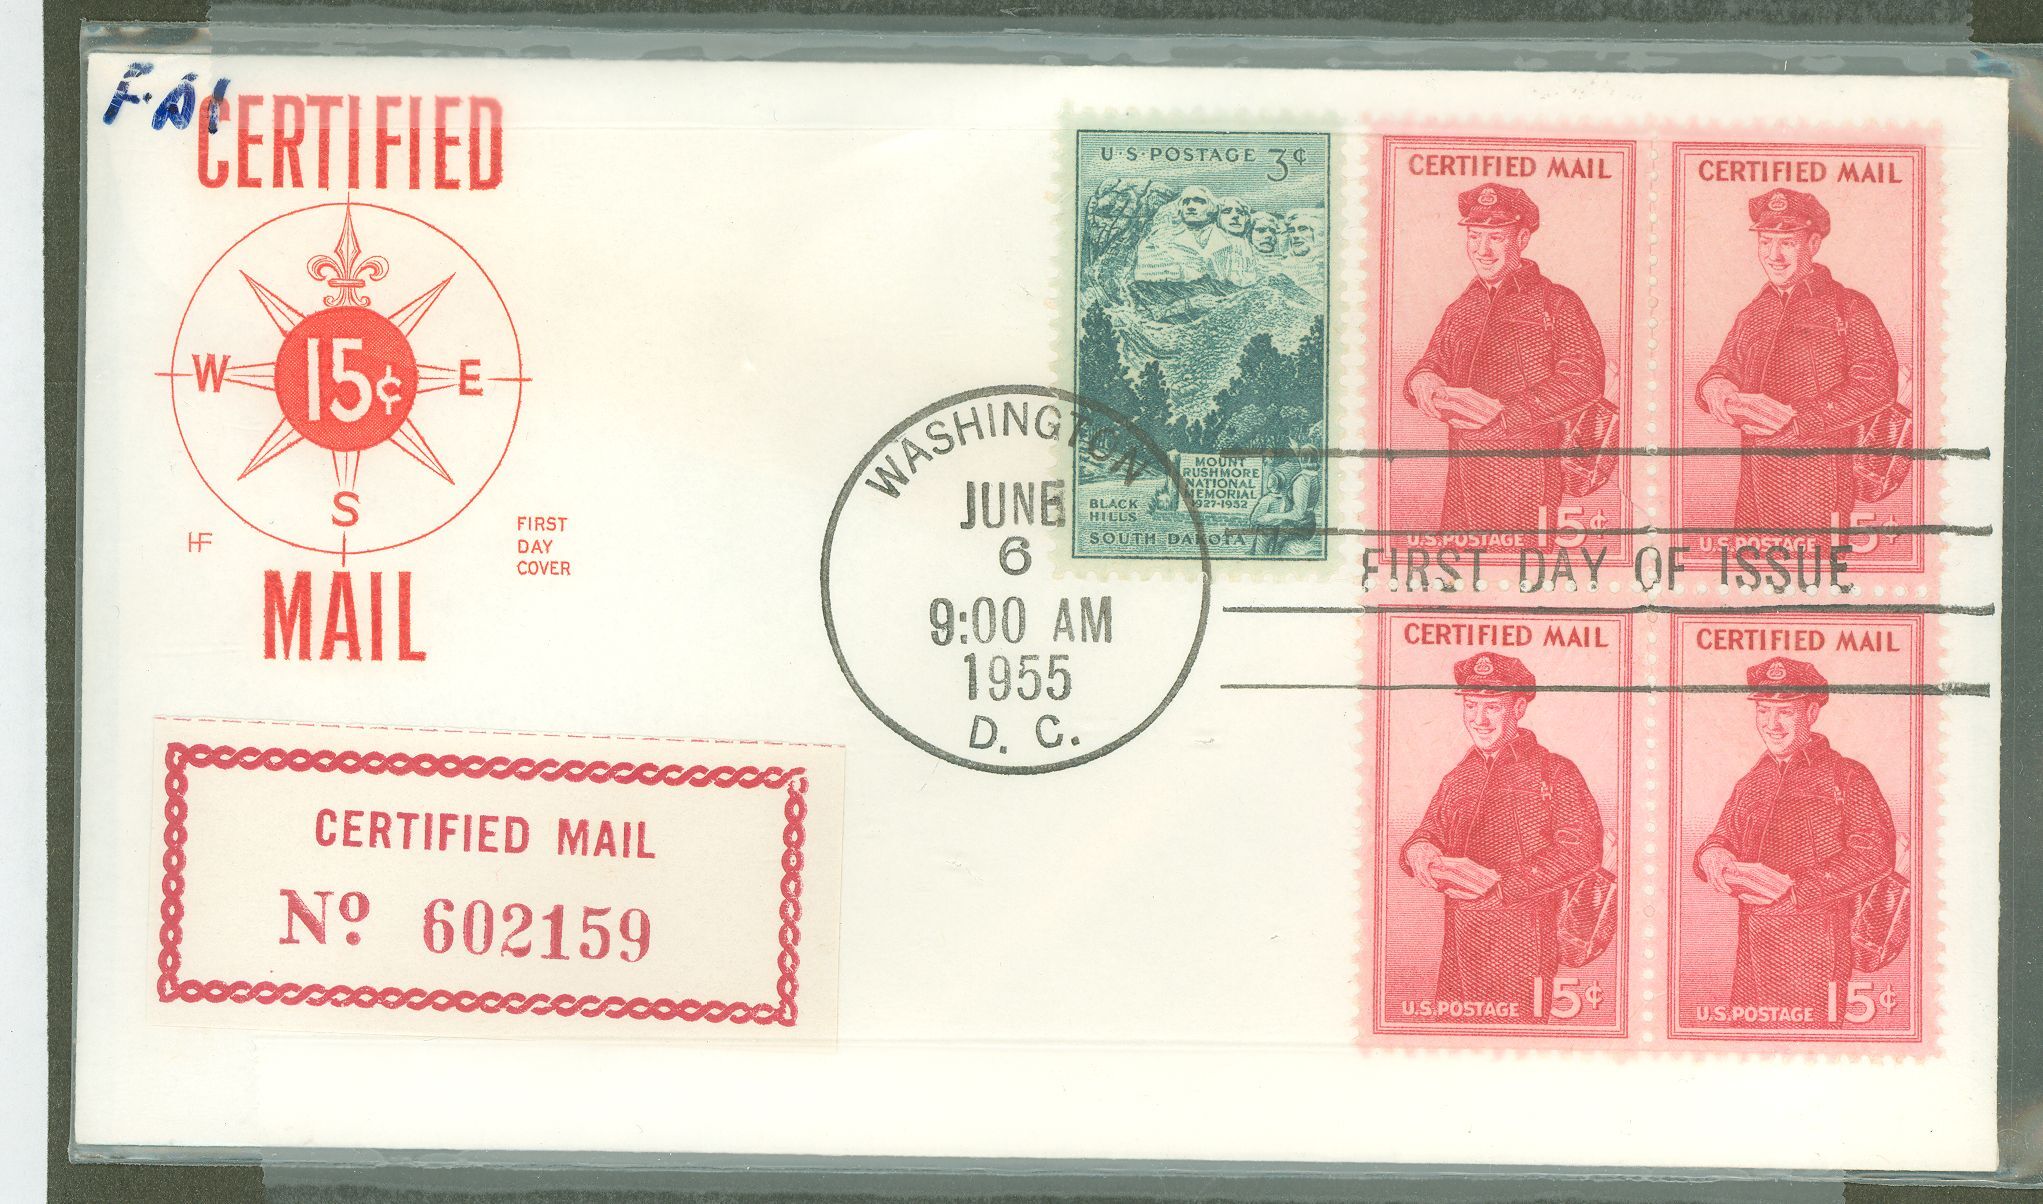 F-A1
CERTIFIED
15¢
W E
S
HF
FIRST
DAY
COVER
MAIL
CERTIFIED MAIL
Nº 602159
WASHINGTON
JUNE
6
9:00 AM
1955
D. C.
U·S·POSTAGE 3¢
MOUNT
RUSHMORE
NATIONAL
MEMORIAL
1927-1952
BLACK
HILLS
SOUTH DAKOTA
CERTIFIED MAIL
15¢
U.S.POSTAGE
CERTIFIED MAIL
15¢
U.S.POSTAGE
FIRST DAY OF ISSUE
CERTIFIED MAIL
U.S.POSTAGE 15¢
CERTIFIED MAIL
U.S.POSTAGE 15¢